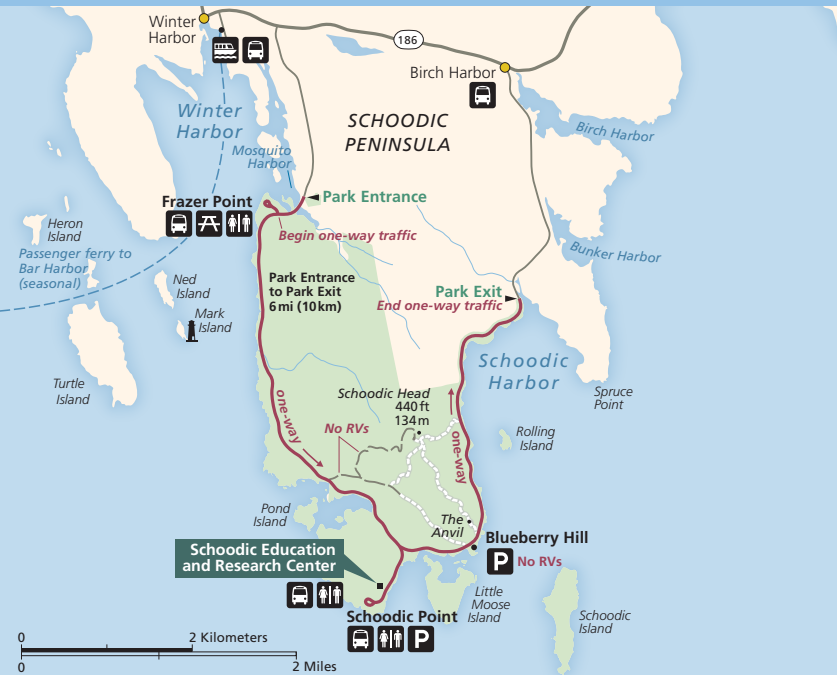 Winter
Harbor
186
Birch Harbor
Winter
Harbor
SCHOODIC
PENINSULA
Birch Harbor
Mosquito
Harbor
Frazer Point
Park Entrance
Begin one-way traffic
Heron
Island
Passenger ferry to
Bar Harbor
(seasonal)
Bunker Harbor
Ned
Island
Park Entrance
to Park Exit
6 mi (10 km)
Park Exit
End one-way traffic
Mark
Island
Schoodic
Harbor
Turtle
Island
Schoodic Head
440 ft
134 m
Spruce
Point
one-way
No RVs
one-way
Rolling
Island
Pond
Island
The
Anvil
Blueberry Hill
P
No RVs
Schoodic Education
and Research Center
Little
Moose
Island
Schoodic Point
P
Schoodic
Island
0
2 Kilometers
0
2 Miles